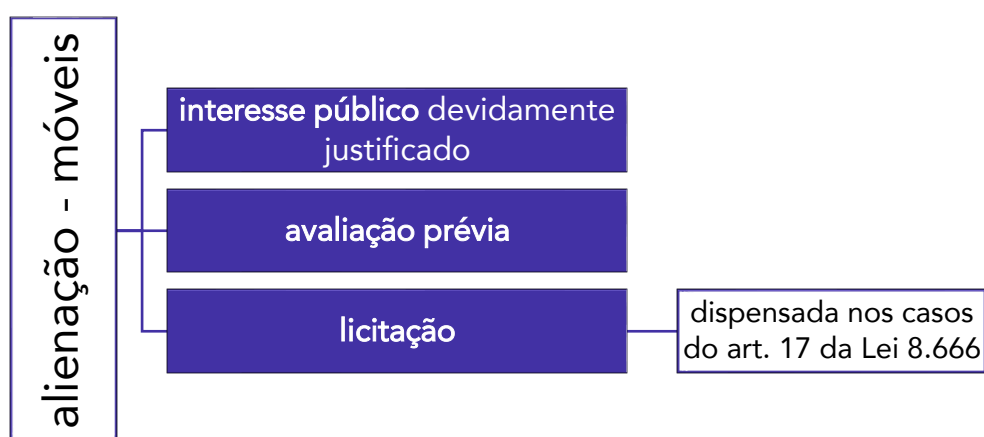 alienação - móveis
interesse público devidamente
justificado
avaliação prévia
licitação
dispensada nos casos
do art. 17 da Lei 8.666